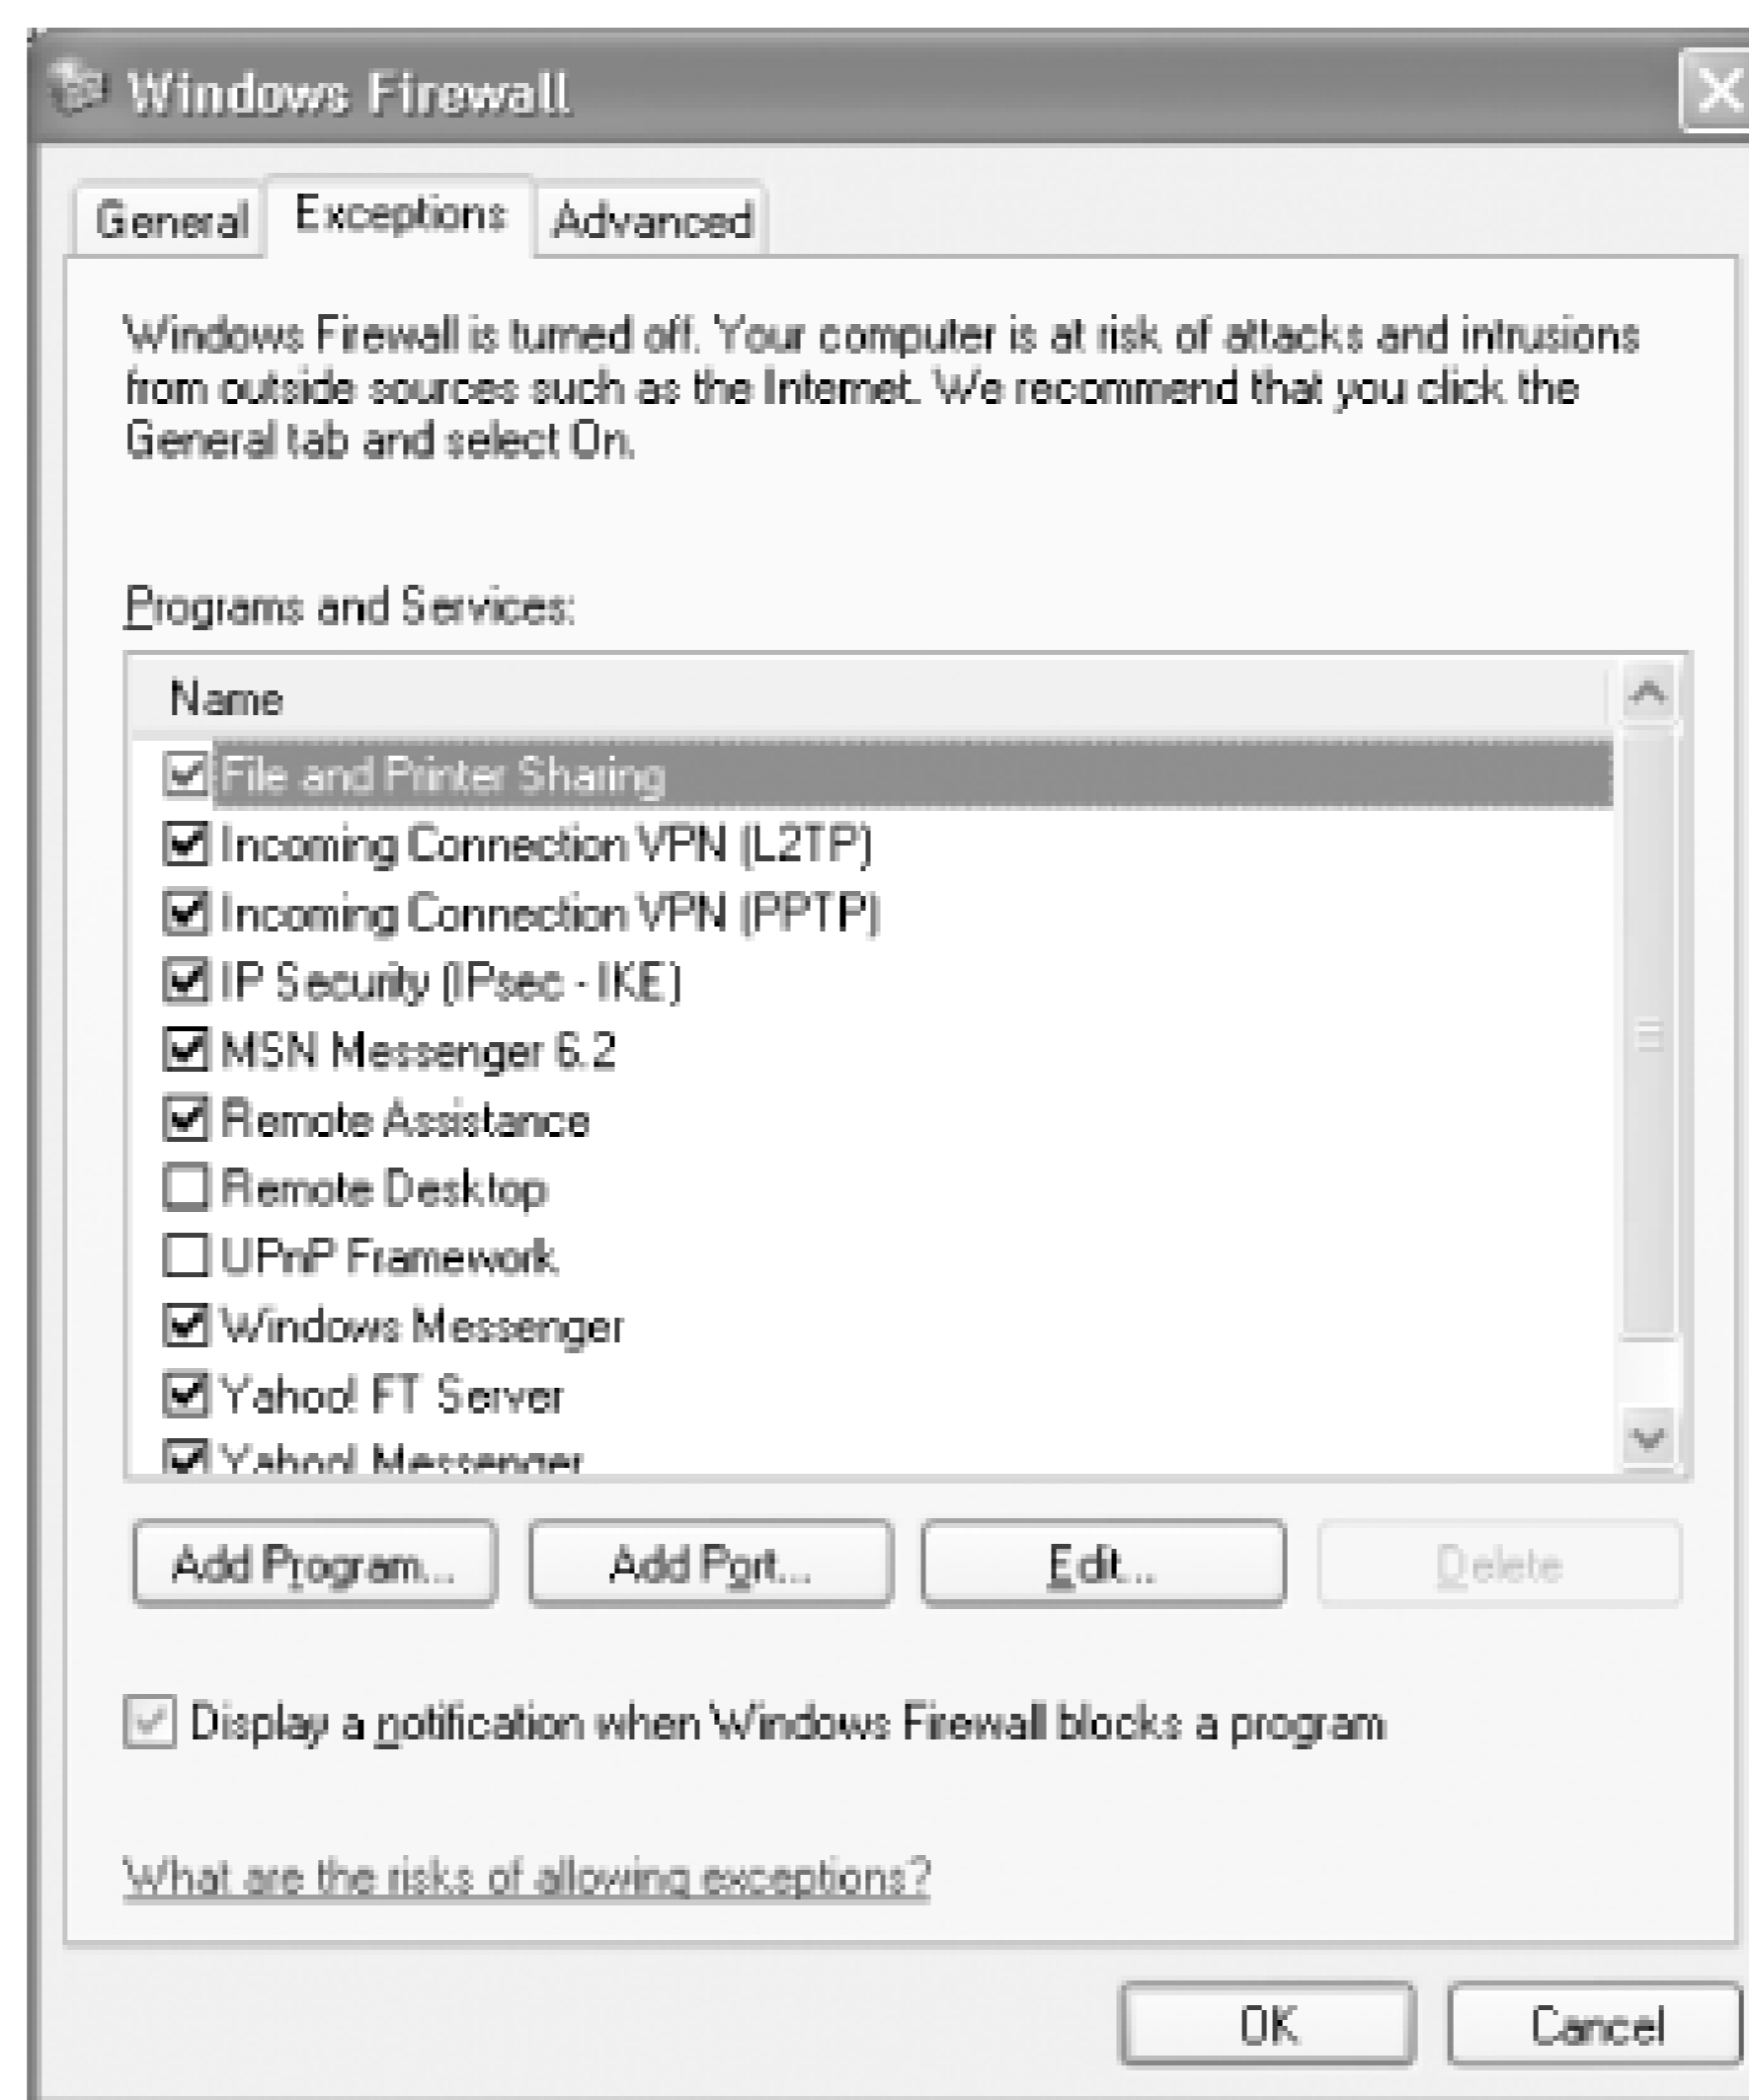 Windows Firewall
General Exceptions Advanced
Windows Firewall is turned off. Your computer is at risk of attacks and intrusions
from outside sources such as the Internet. We recommend that you click the
General tab and select On.
Programs and Services:
Name
File and Printer Sharing
Incoming Connection VPN (L2TP)
Incoming Connection VPN (PPTP)
IP Security (IPsec - IKE)
MSN Messenger 6.2
Remote Assistance
Remote Desktop
UPnP Framework
Windows Messenger
Yahoo! FT Server
Yahoo! Messenger
Add Program... Add Port... Edit... Delete
Display a notification when Windows Firewall blocks a program
What are the risks of allowing exceptions?
OK Cancel